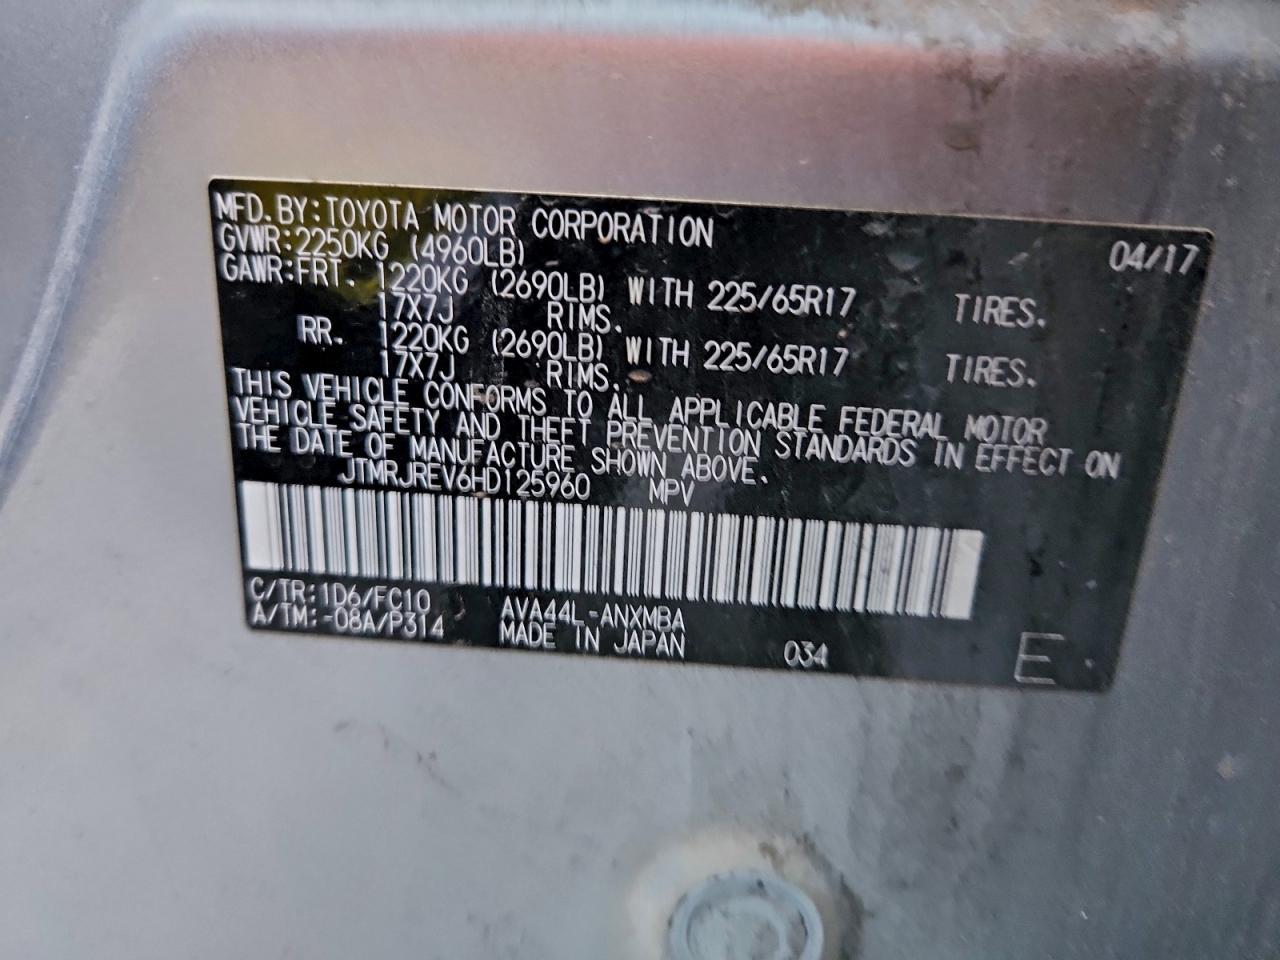 MFD. BY: TOYOTA MOTOR CORPORATION 04/17
GVWR: 2250KG (4960LB)
GAWR: FRT. 1220KG (2690LB) WITH 225/65R17 TIRES.
17X7J RIMS.
RR. 1220KG (2690LB) WITH 225/65R17 TIRES.
17X7J RIMS.
THIS VEHICLE CONFORMS TO ALL APPLICABLE FEDERAL MOTOR
VEHICLE SAFETY AND THEFT PREVENTION STANDARDS IN EFFECT ON
THE DATE OF MANUFACTURE SHOWN ABOVE.
JTMRJREV6HD125960 MPV
C/TR: 1D6/FC10 AVA44L-ANXMBA
A/TM: -08A/P314 MADE IN JAPAN 034 E